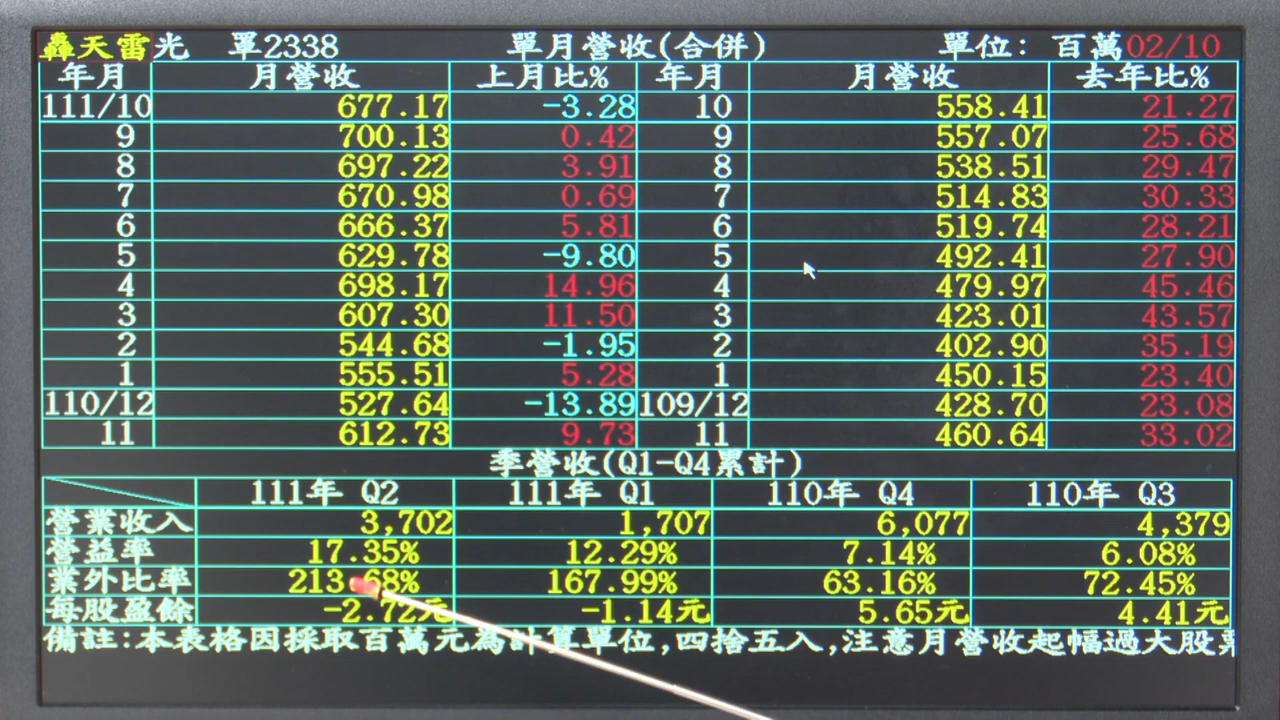 轟天雷光罩2338 單月營收(合併) 單位: 百萬02/10
年月 月營收 上月比% 年月 月營收 去年比%
111/10 677.17 -3.28 10 558.41 21.27
9 700.13 0.42 9 557.07 25.68
8 697.22 3.91 8 538.51 29.47
7 670.98 0.69 7 514.83 30.33
6 666.37 5.81 6 519.74 28.21
5 629.78 -9.80 5 492.41 27.90
4 698.17 14.96 4 479.97 45.46
3 607.30 11.50 3 423.01 43.57
2 544.68 -1.95 2 402.90 35.19
1 555.51 5.28 1 450.15 23.40
110/12 527.64 -13.89 109/12 428.70 23.08
11 612.73 9.73 11 460.64 33.02
季營收(Q1-Q4累計)
111年 Q2 111年 Q1 110年 Q4 110年 Q3
營業收入 3,702 1,707 6,077 4,379
營益率 17.35% 12.29% 7.14% 6.08%
業外比率 213.68% 167.99% 63.16% 72.45%
每股盈餘 -2.72元 -1.14元 5.65元 4.41元
備註:本表格因採取百萬元為計算單位,四捨五入,注意月營收起幅過大股票